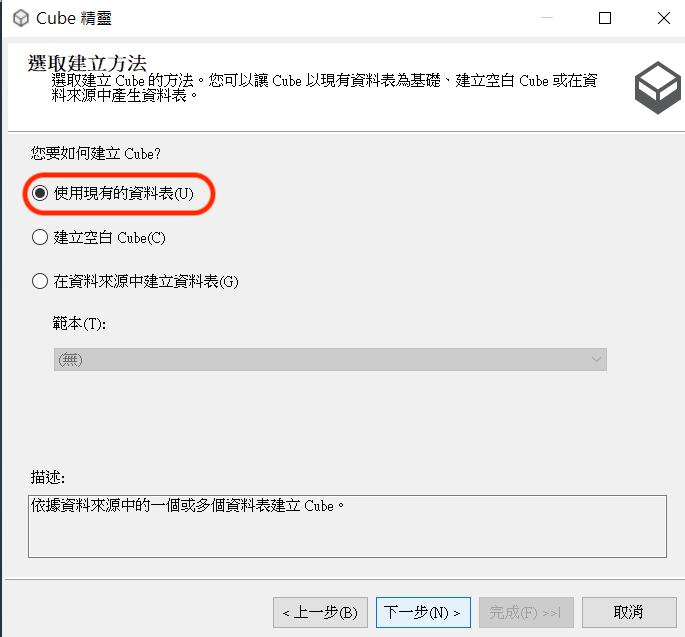 Cube 精靈
選取建立方法
選取建立 Cube 的方法。您可以讓 Cube 以現有資料表為基礎、建立空白 Cube 或在資
料來源中產生資料表。
您要如何建立 Cube?
使用現有的資料表(U)
建立空白 Cube(C)
在資料來源中建立資料表(G)
範本(T):
(無)
描述:
依據資料來源中的一個或多個資料表建立 Cube。
< 上一步(B)
下一步(N) >
完成(F) >>|
取消